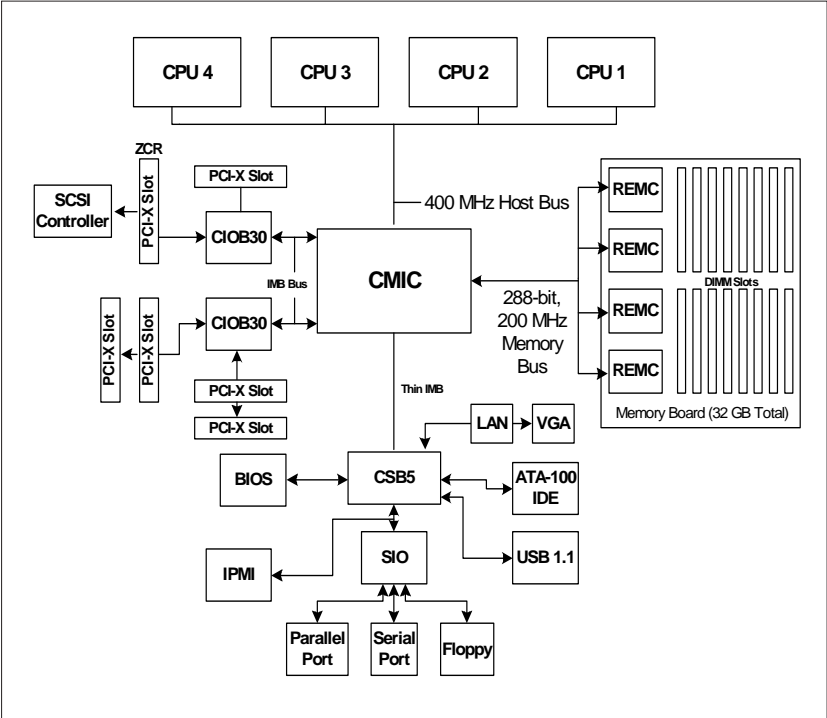 CPU 4
CPU 3
CPU 2
CPU 1
ZCR
PCI-X Slot
PCI-X Slot
SCSI
Controller
CIOB30
400 MHz Host Bus
REMC
REMC
REMC
REMC
DIMM Slots
Memory Board (32 GB Total)
CMIC
IMB Bus
288-bit,
200 MHz
Memory
Bus
PCI-X Slot
PCI-X Slot
CIOB30
PCI-X Slot
PCI-X Slot
Thin IMB
LAN
VGA
BIOS
CSB5
ATA-100
IDE
IPMI
SIO
USB 1.1
Parallel
Port
Serial
Port
Floppy